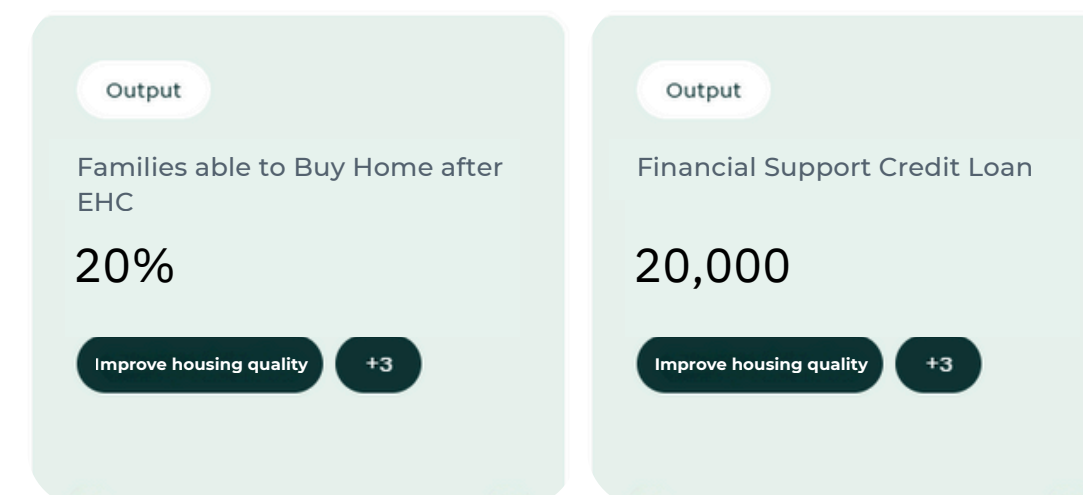 Output
Families able to Buy Home after
EHC
20%
Improve housing quality
+3
Output
Financial Support Credit Loan
20,000
Improve housing quality
+3